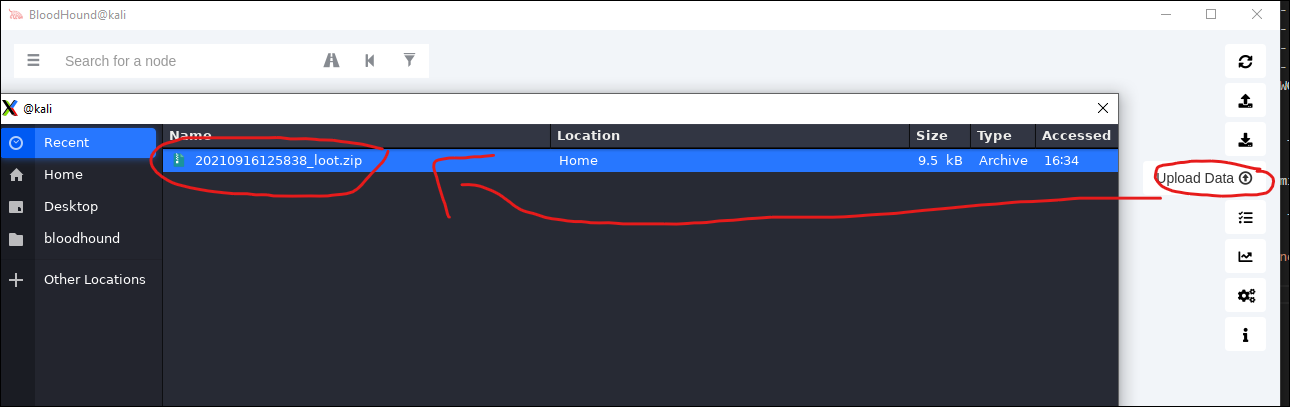 BloodHound@kali
Search for a node
@kali
Name Location Size Type Accessed
Recent
20210916125838_loot.zip Home 9.5 kB Archive 16:34
Home
Upload Data
Desktop
bloodhound
Other Locations